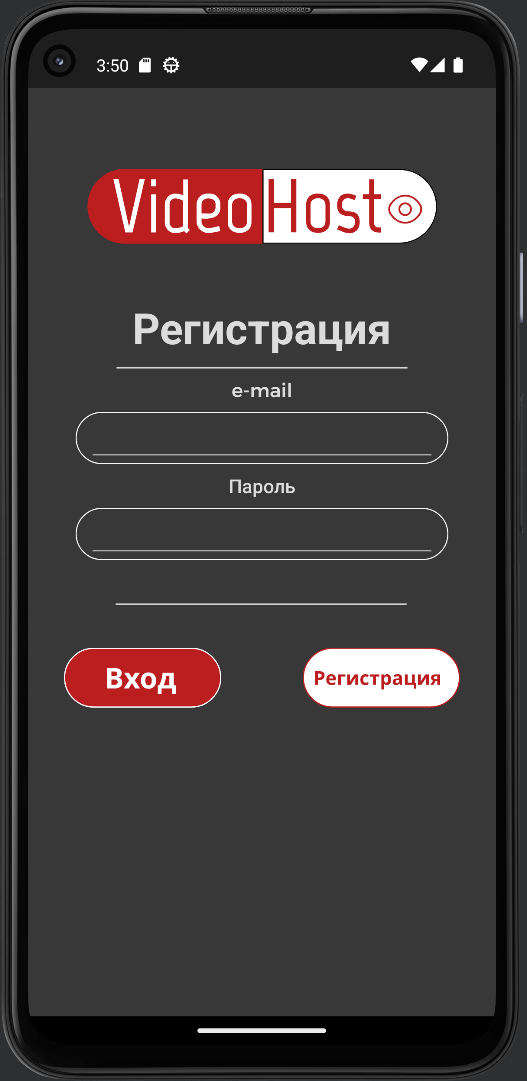 3:50
VideoHost
Регистрация
e-mail
Пароль
Вход
Регистрация